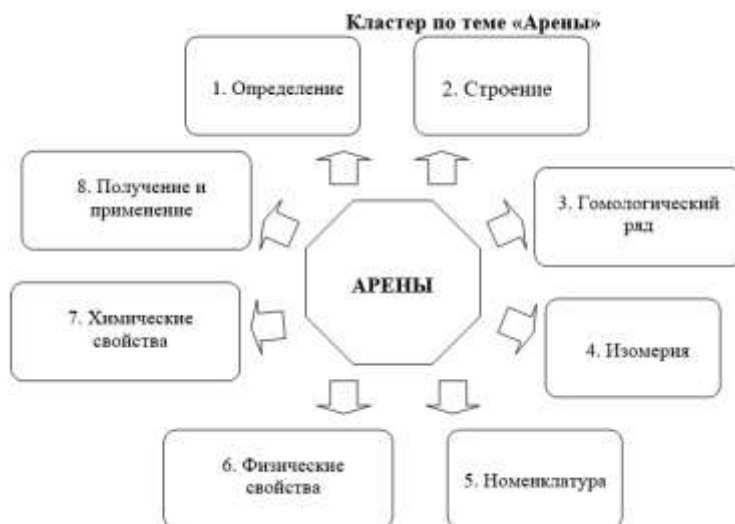 Кластер по теме «Арены»
1. Определение
2. Строение
3. Гомологический
ряд
4. Изомерия
5. Номенклатура
6. Физические
свойства
7. Химические
свойства
8. Получение и
применение
АРЕНЫ